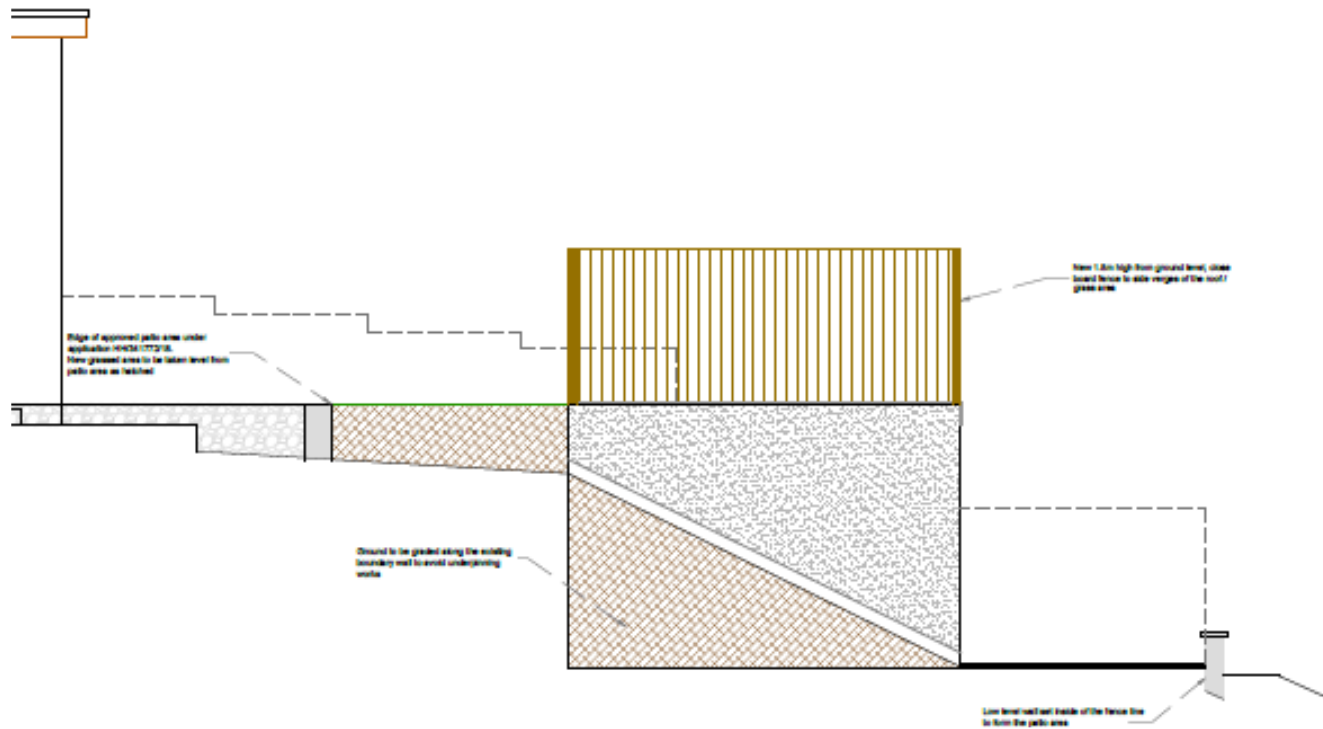 New 1.8m high from ground level, close
board fence to side verges of the roof /
grass area
Edge of approved patio area under
application
New grassed area to be taken level from
patio area as hatched
Ground to be graded along the existing
boundary wall to avoid underpinning
works
Low level wall set inside of the fence line
to form the patio area